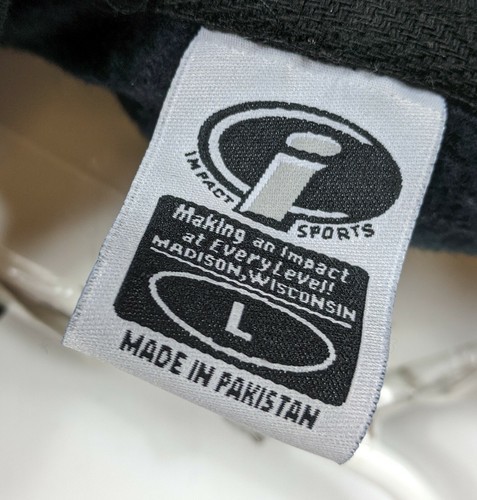 i
IMPACT SPORTS
Making an Impact
at Every Level!
MADISON, WISCONSIN
L
MADE IN PAKISTAN